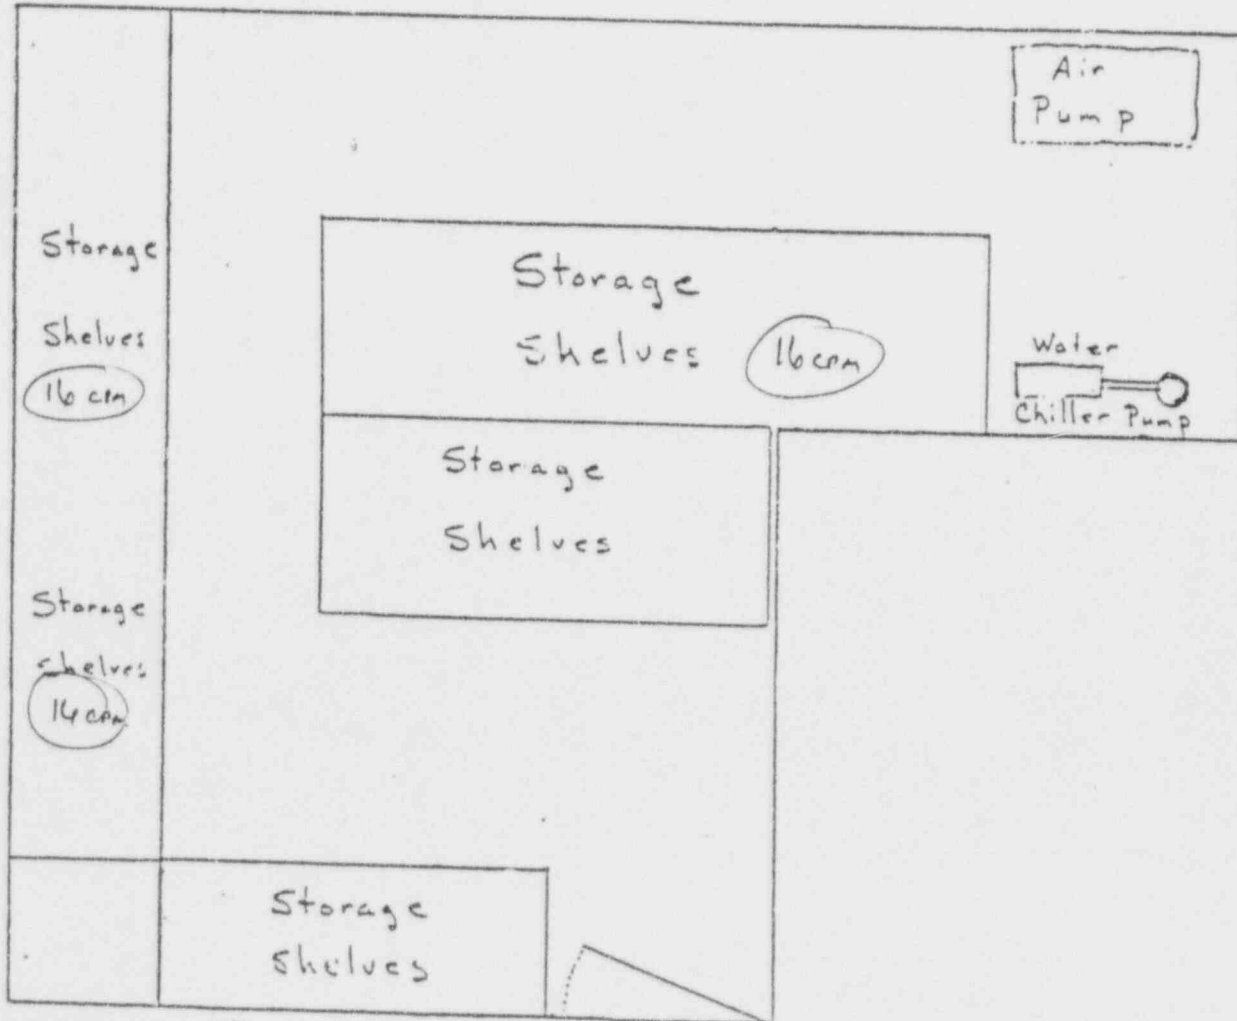 Air
Pump
Storage
Shelves
16 cpm
Storage
Shelves
16 cpm
Water
Chiller Pump
Storage
Shelves
Storage
Shelves
16 cpm
Storage
Shelves